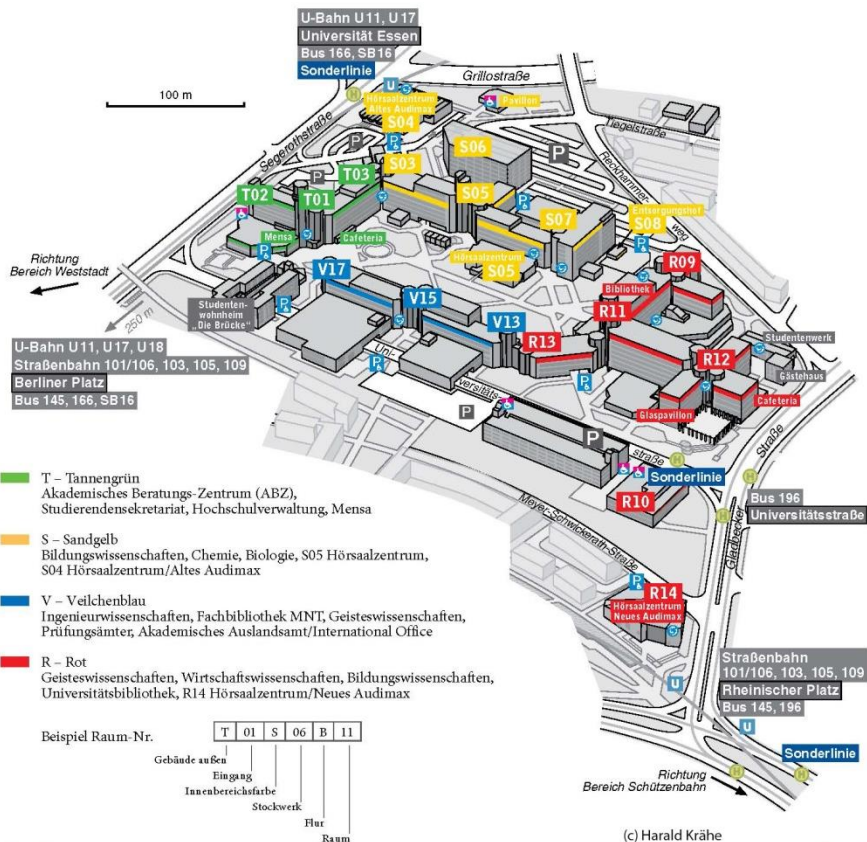 U-Bahn U11, U17
Universität Essen
Bus 166, SB16
Sonderlinie
100 m
Grillostraße
Segerothstraße
Hörsaalzentrum
Altes Audimax
S04
Pavillon
Tiegelstraße
Reckhammerweg
S03
S06
P
P
P
T03
T02
T01
S05
S07
Entsorgungshof
S08
Mensa
Cafeteria
Hörsaalzentrum
S05
Richtung
Bereich Weststadt
250 m
V17
Bibliothek
R09
Studenten-
wohnheim
„Die Brücke“
V15
R11
V13
R13
Studentenwerk
R12
Gästehaus
U-Bahn U11, U17, U18
Straßenbahn 101/106, 103, 105, 109
Berliner Platz
Bus 145, 166, SB16
Uni-
versitäts-
straße
Glaspavillon
Cafeteria
P
P
Sonderlinie
Straße
Gladbecker
R10
Bus 196
Universitätsstraße
Meyer-Schwickerath-Straße
R14
Hörsaalzentrum
Neues Audimax
T – Tannengrün
Akademisches Beratungs-Zentrum (ABZ),
Studierendensekretariat, Hochschulverwaltung, Mensa
S – Sandgelb
Bildungswissenschaften, Chemie, Biologie, S05 Hörsaalzentrum,
S04 Hörsaalzentrum/Altes Audimax
V – Veilchenblau
Ingenieurwissenschaften, Fachbibliothek MNT, Geisteswissenschaften,
Prüfungsämter, Akademisches Auslandsamt/International Office
R – Rot
Geisteswissenschaften, Wirtschaftswissenschaften, Bildungswissenschaften,
Universitätsbibliothek, R14 Hörsaalzentrum/Neues Audimax
Straßenbahn
101/106, 103, 105, 109
Rheinischer Platz
Bus 145, 196
Sonderlinie
Beispiel Raum-Nr.
T 01 S 06 B 11
Gebäude außen
Eingang
Innenbereichsfarbe
Stockwerk
Flur
Raum
Richtung
Bereich Schützenbahn
(c) Harald Krähe